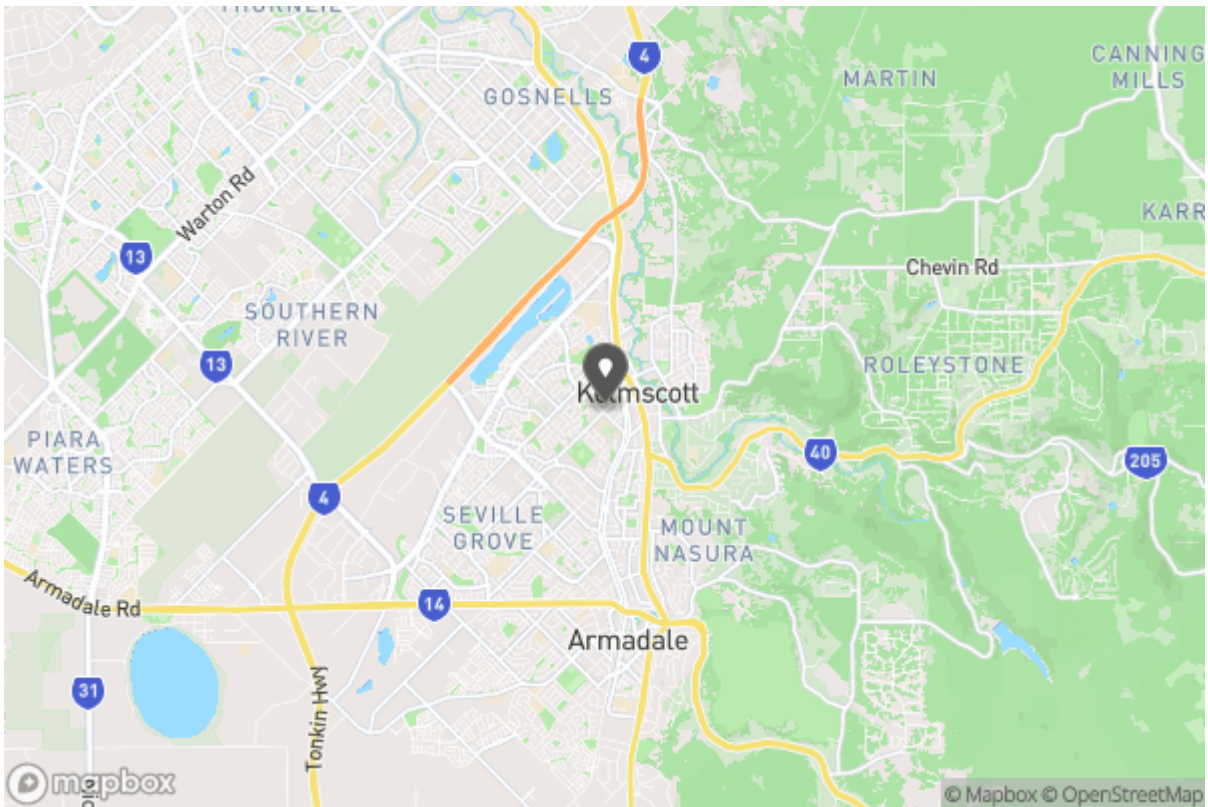 GOSNELLS
4
MARTIN
CANNING
MILLS
Warton Rd
KARR
13
Chevin Rd
SOUTHERN
RIVER
13
ROLEYSTONE
Kelmscott
PIARA
WATERS
40
205
4
SEVILLE
GROVE
MOUNT
NASURA
Armadale Rd
14
Armadale
31
Tonkin Hwy
mapbox
© Mapbox © OpenStreetMap